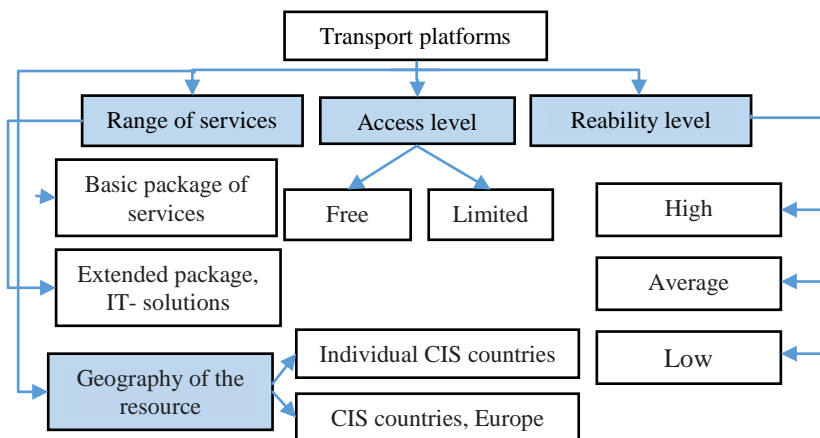 Transport platforms
Range of services
Access level
Reability level
Basic package of
services
Free
Limited
High
Extended package,
IT- solutions
Average
Individual CIS countries
Low
Geography of the
resource
CIS countries, Europe